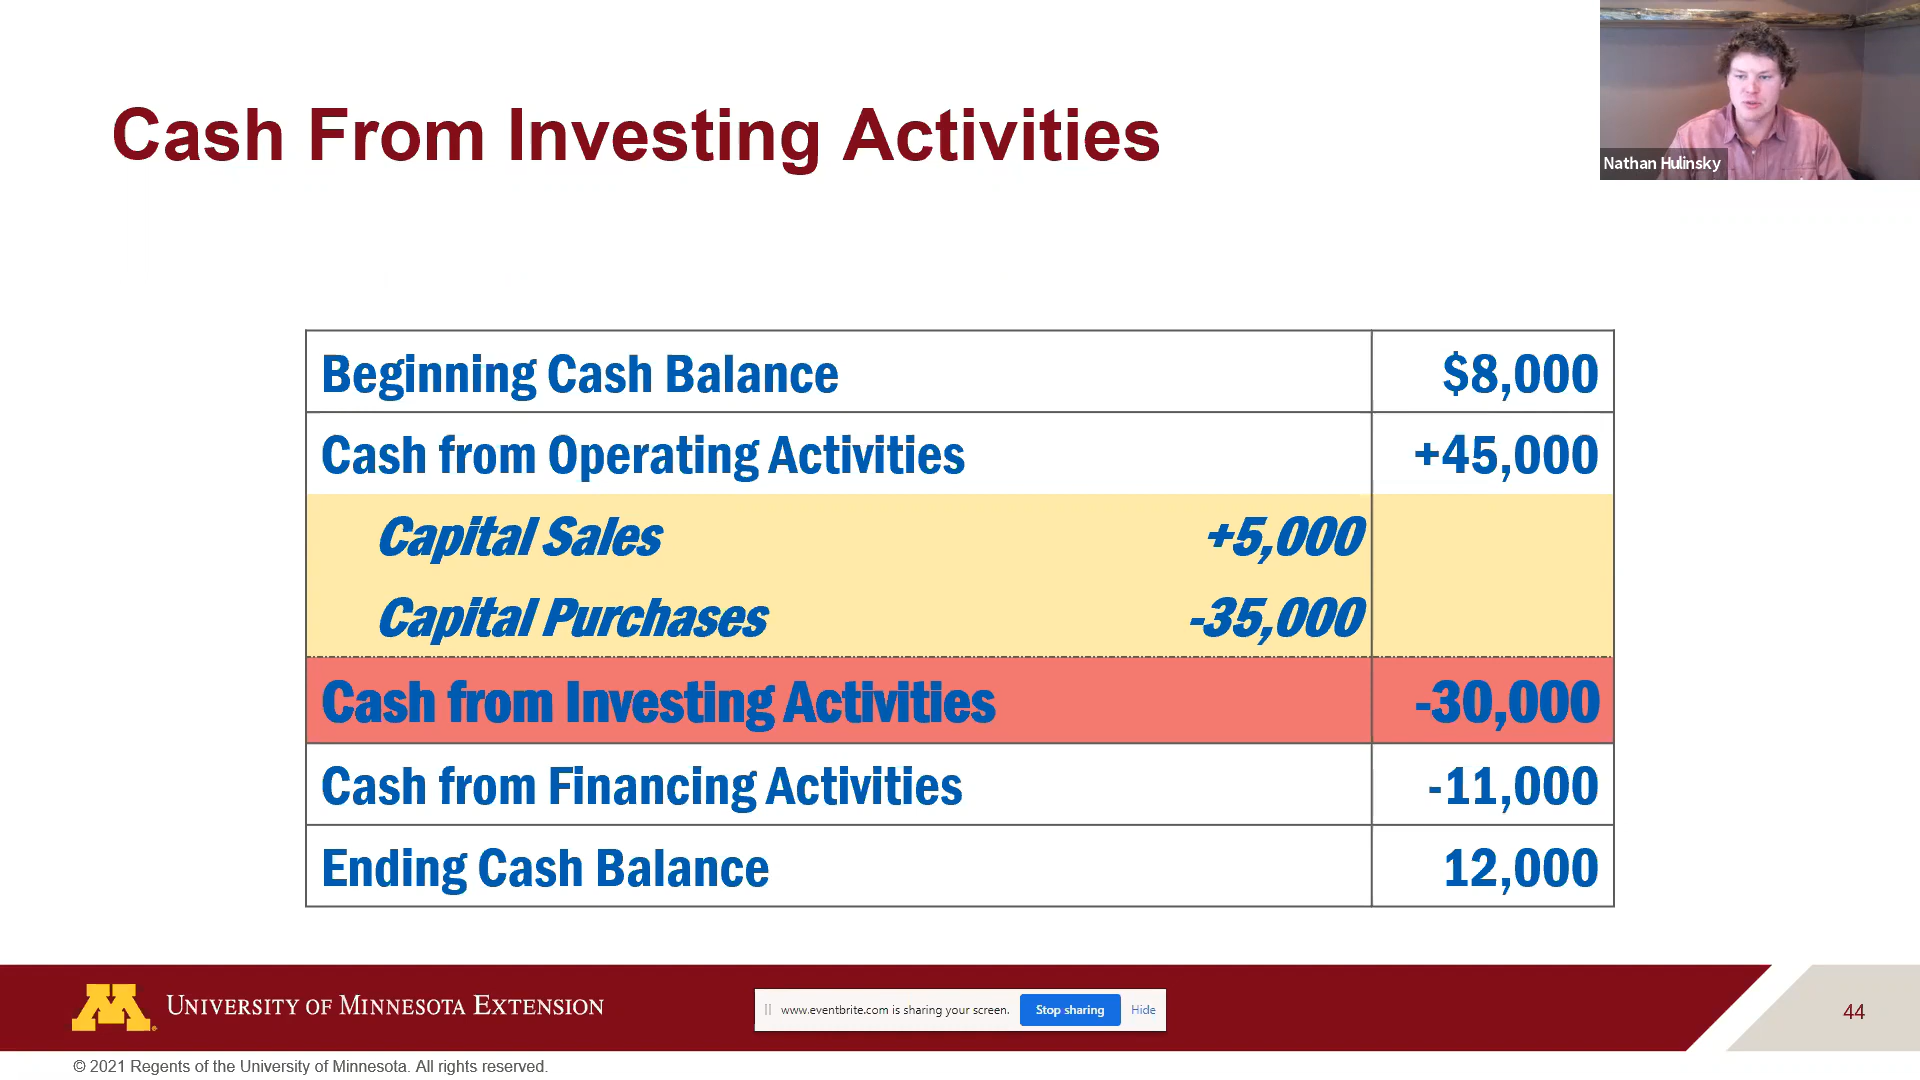 Cash From Investing Activities
Nathan Hulinsky
Beginning Cash Balance $8,000
Cash from Operating Activities +45,000
Capital Sales +5,000
Capital Purchases -35,000
Cash from Investing Activities -30,000
Cash from Financing Activities -11,000
Ending Cash Balance 12,000
M
UNIVERSITY OF MINNESOTA EXTENSION
www.eventbrite.com is sharing your screen. Stop sharing Hide
44
© 2021 Regents of the University of Minnesota. All rights reserved.